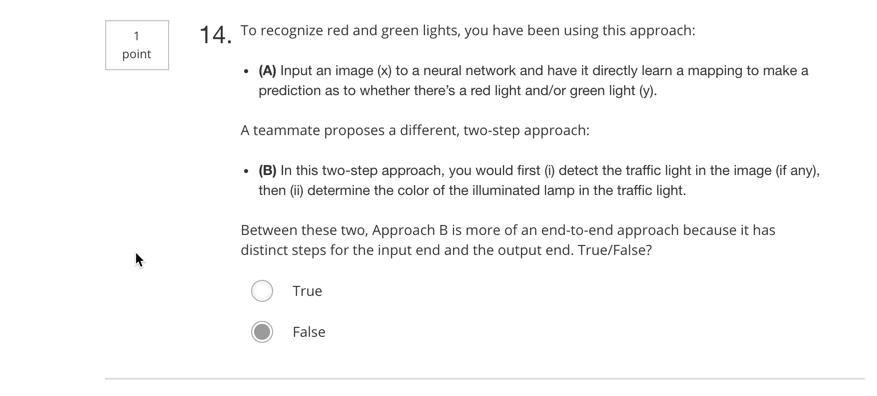 1
point
14.
To recognize red and green lights, you have been using this approach:
• (A) Input an image (x) to a neural network and have it directly learn a mapping to make a
prediction as to whether there's a red light and/or green light (y).
A teammate proposes a different, two-step approach:
• (B) In this two-step approach, you would first (i) detect the traffic light in the image (if any),
then (ii) determine the color of the illuminated lamp in the traffic light.
Between these two, Approach B is more of an end-to-end approach because it has
distinct steps for the input end and the output end. True/False?
True
False